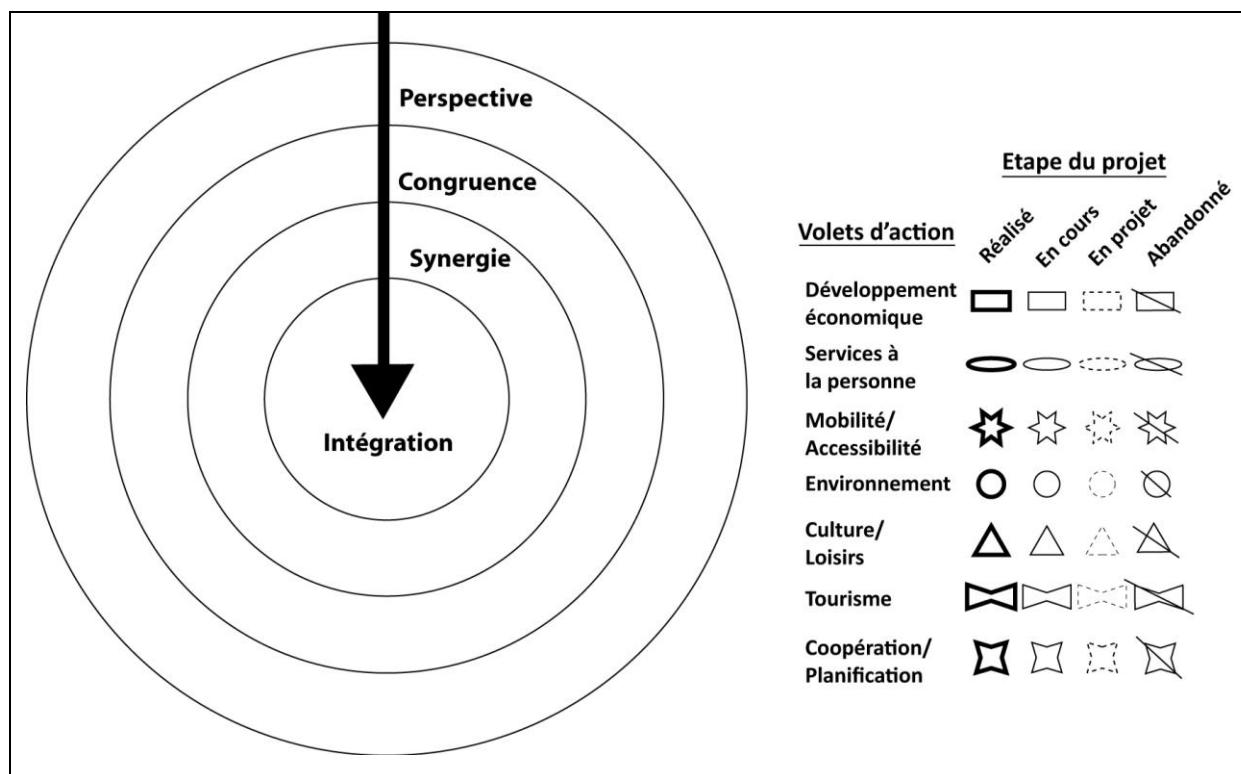 Perspective
Congruence
Synergie
Intégration
Etape du projet
Volets d’action
Réalisé
En cours
En projet
Abandonné
Développement
économique
Services à
la personne
Mobilité/
Accessibilité
Environnement
Culture/
Loisirs
Tourisme
Coopération/
Planification